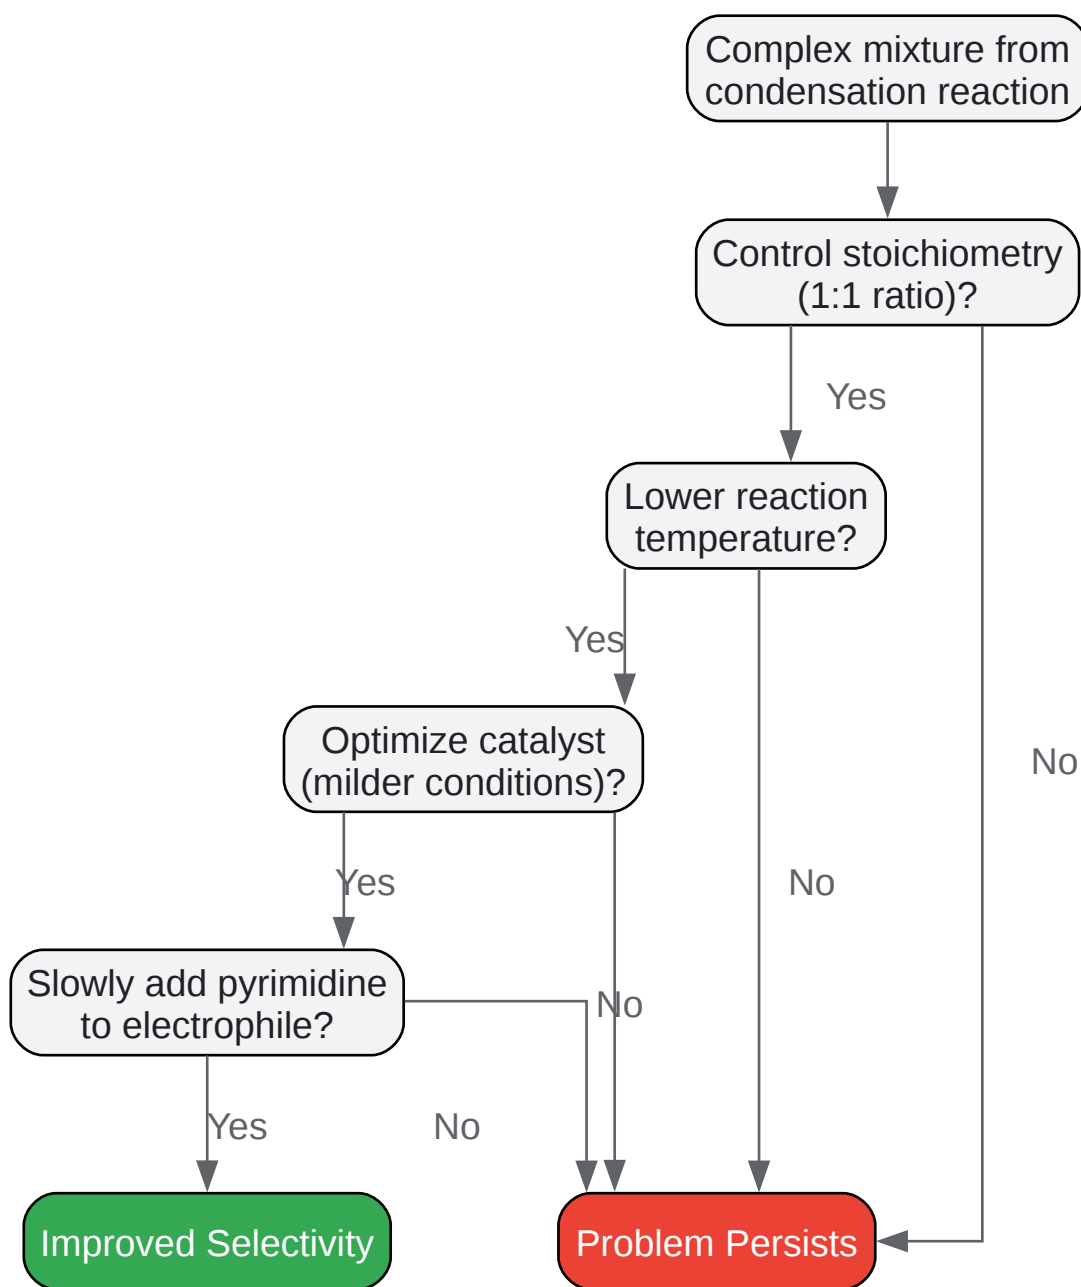 Complex mixture from
condensation reaction
Control stoichiometry
(1:1 ratio)?
Yes
Lower reaction
temperature?
Yes
Optimize catalyst
(milder conditions)?
No
Yes
No
Slowly add pyrimidine
to electrophile?
No
Yes
No
Improved Selectivity
Problem Persists